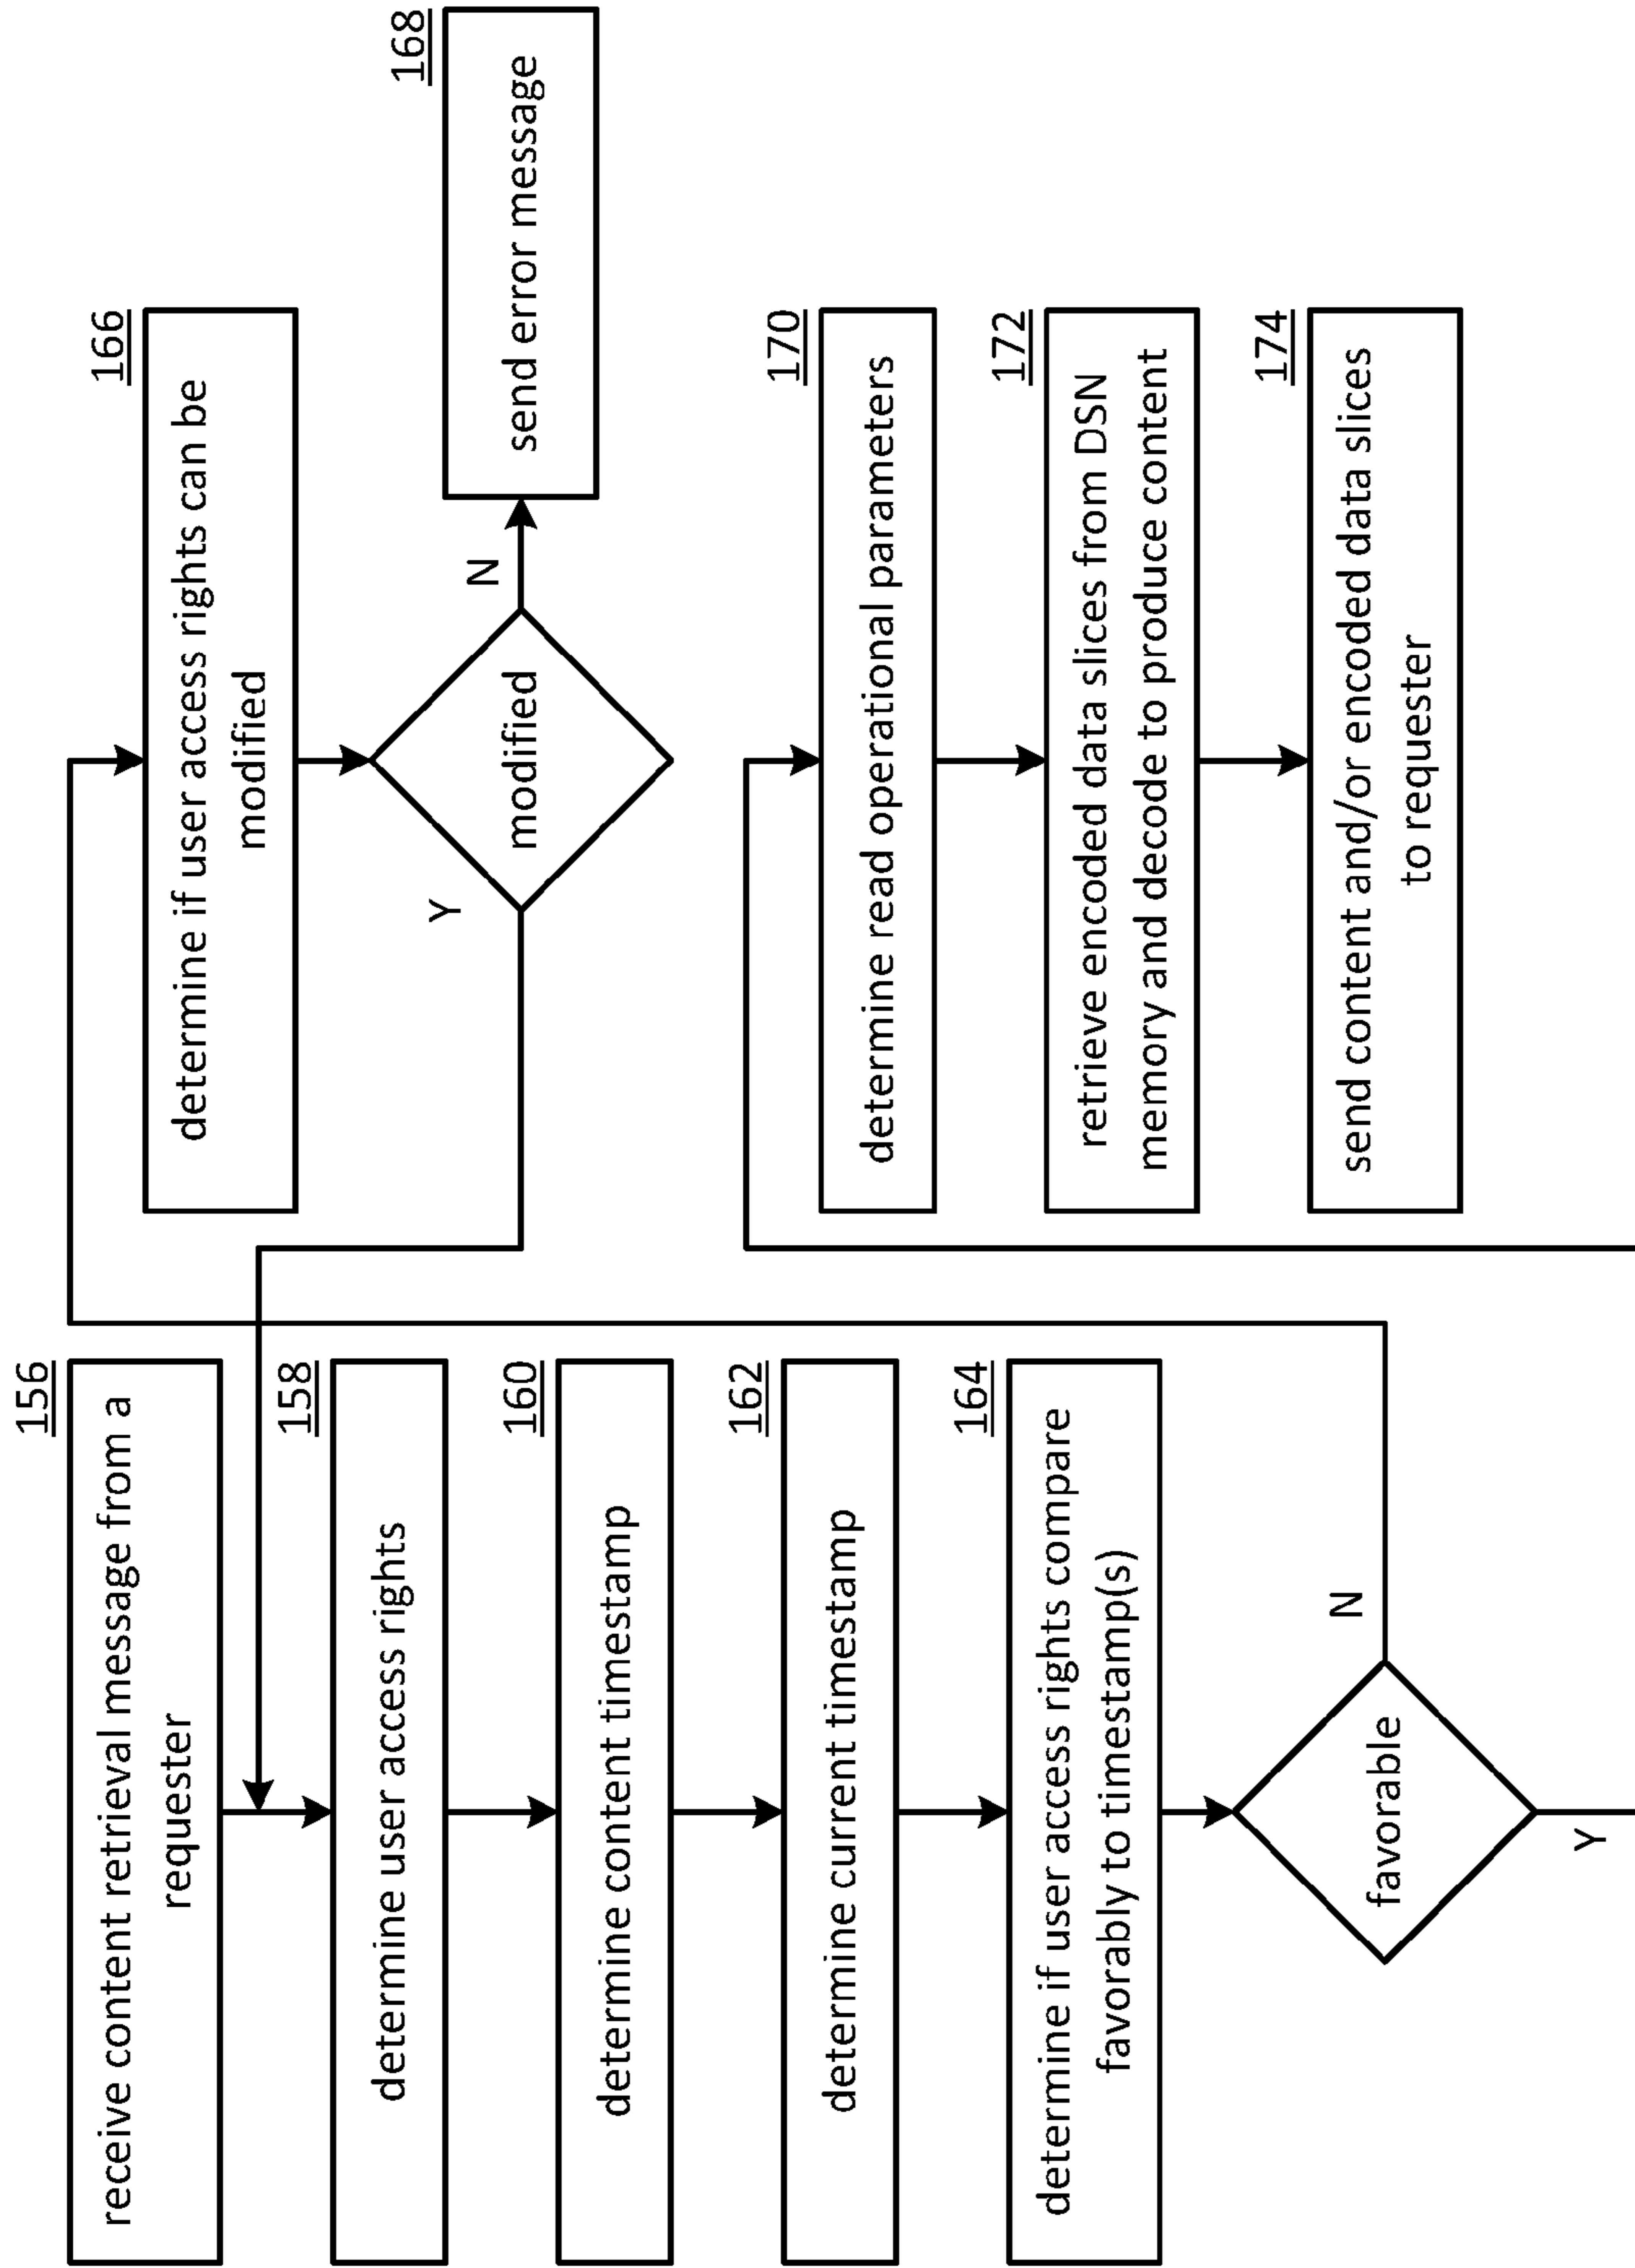 156
receive content retrieval message from a
requester
158
determine user access rights
160
determine content timestamp
162
determine current timestamp
164
determine if user access rights compare
favorably to timestamp(s)
favorable
N
Y
166
determine if user access rights can be
modified
modified
Y
N
168
send error message
170
determine read operational parameters
172
retrieve encoded data slices from DSN
memory and decode to produce content
174
send content and/or encoded data slices
to requester